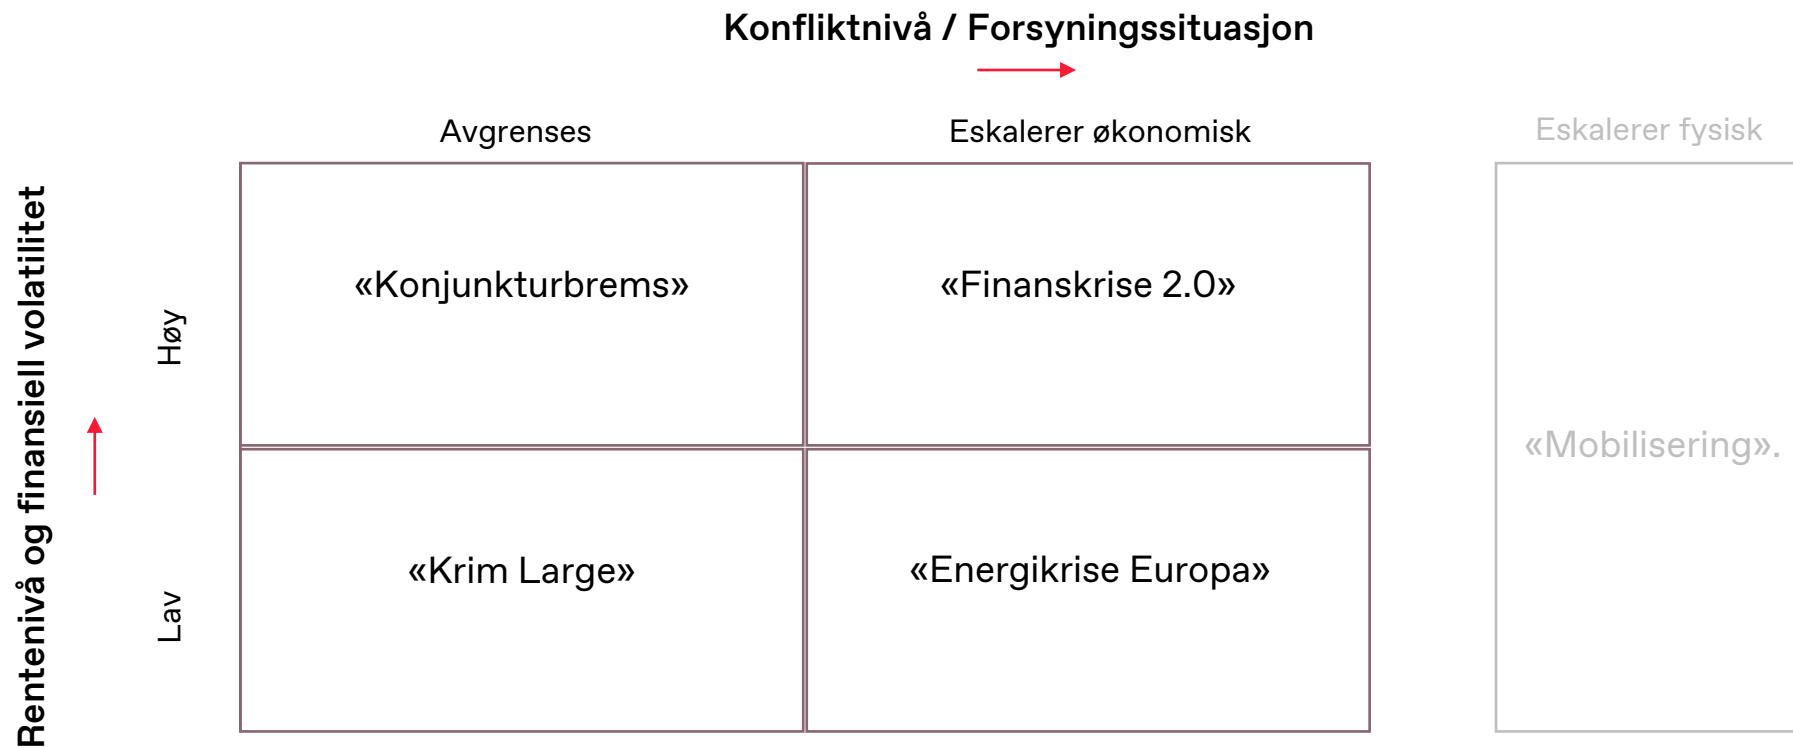 Konfliktnivå / Forsyningssituasjon
Avgrenses
Eskalerer økonomisk
Eskalerer fysisk
Rentenivå og finansiell volatilitet
Høy
«Konjunkturbrems»
«Finanskrise 2.0»
«Mobilisering».
Lav
«Krim Large»
«Energikrise Europa»